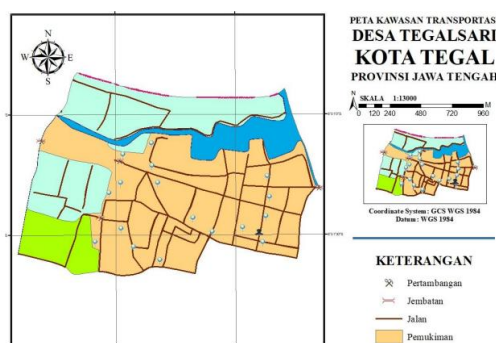 N
W E
S
PETA KAWASAN TRANSPORTAS
DESA TEGALSARI
KOTA TEGAL
PROVINSI JAWA TENGAH
N
SKALA 1:13000
M
0 120 240 480 720 960
Coordinate System : GCS WGS 1984
Datum : WGS 1984
KETERANGAN
Pertambangan
Jembatan
Jalan
Pemukiman